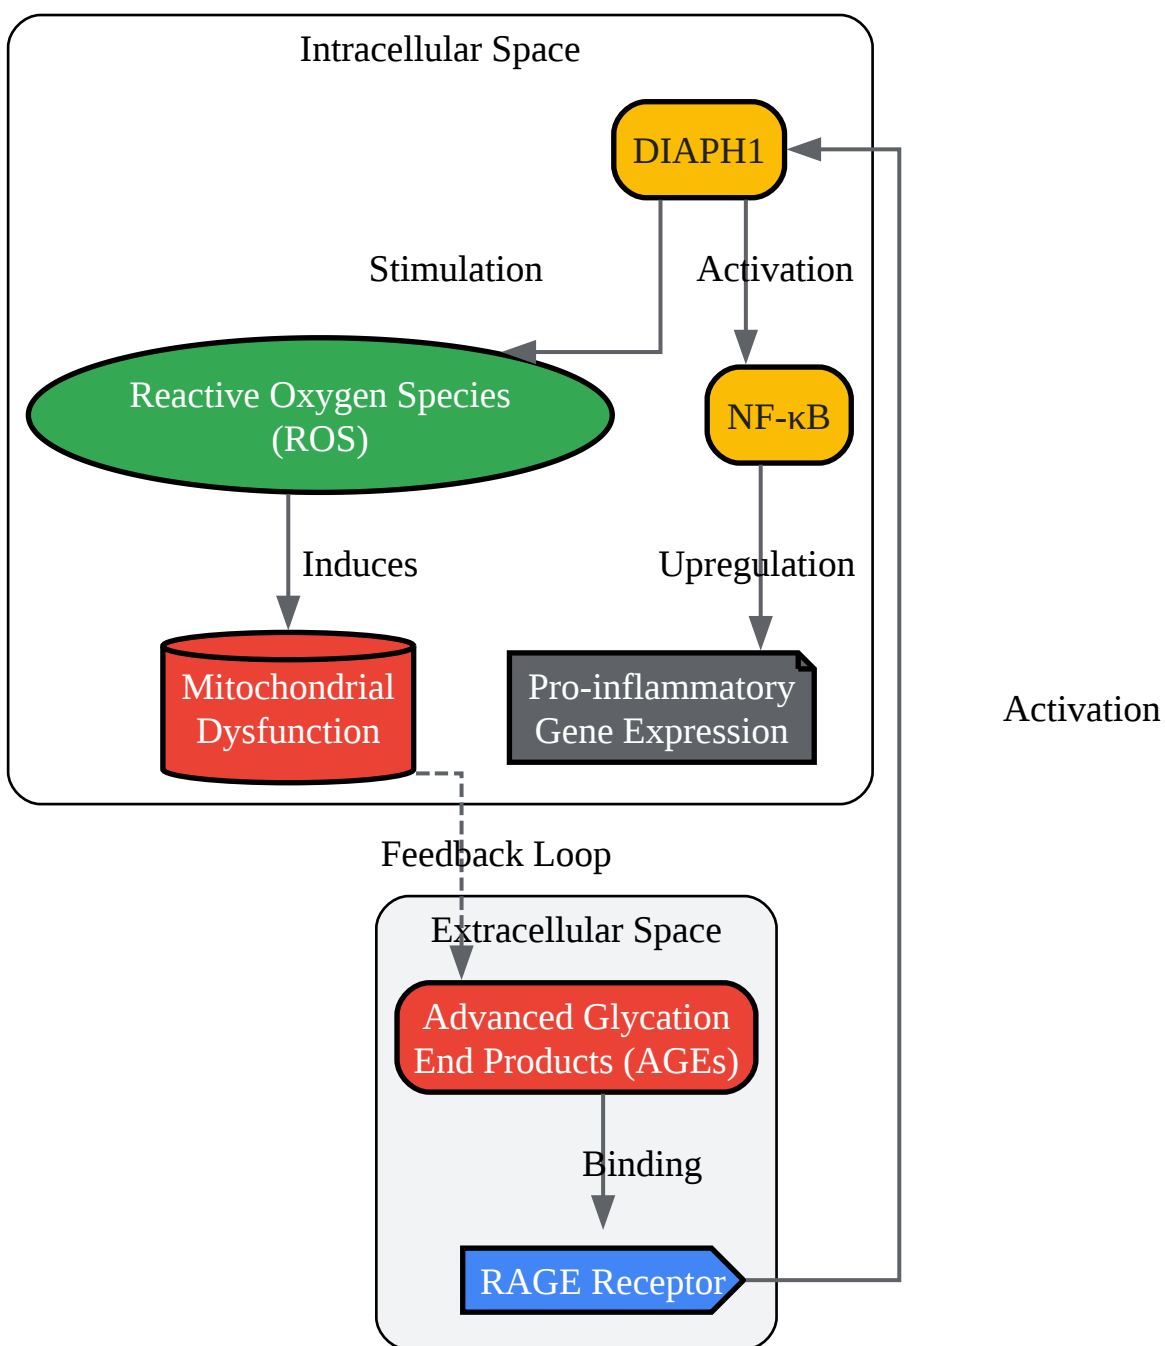 Intracellular Space
DIAPH1
Stimulation
Activation
Reactive Oxygen Species
(ROS)
NF-κB
Induces
Upregulation
Mitochondrial
Dysfunction
Pro-inflammatory
Gene Expression
Activation
Feedback Loop
Extracellular Space
Advanced Glycation
End Products (AGEs)
Binding
RAGE Receptor